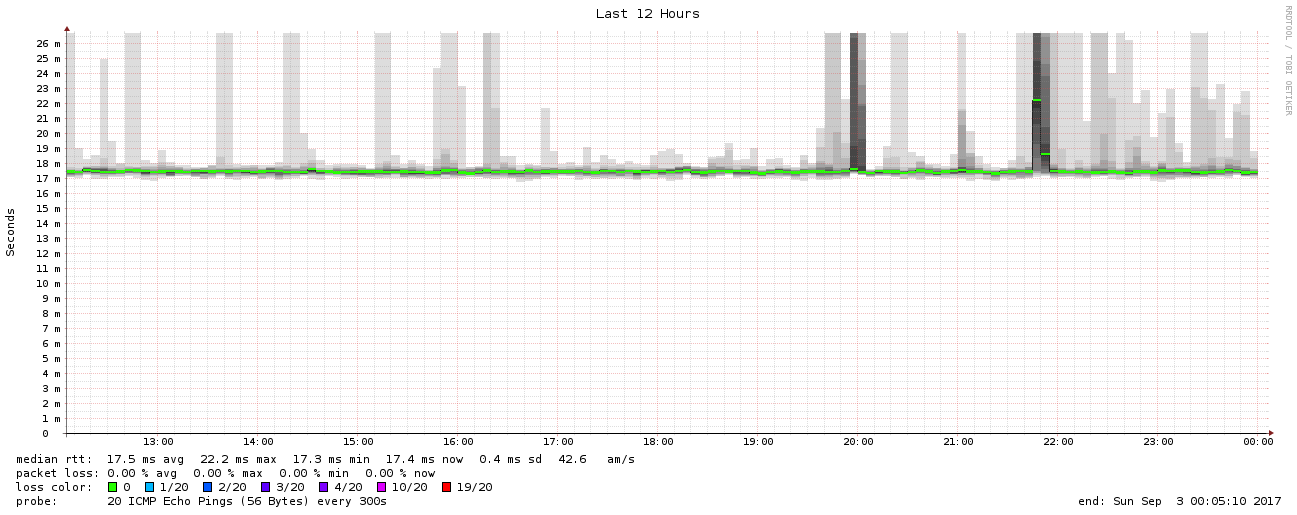 Last 12 Hours
RRDTOOL / TOBI OETIKER
Seconds
26 m
25 m
24 m
23 m
22 m
21 m
20 m
19 m
18 m
17 m
16 m
15 m
14 m
13 m
12 m
11 m
10 m
9 m
8 m
7 m
6 m
5 m
4 m
3 m
2 m
1 m
0
13:00 14:00 15:00 16:00 17:00 18:00 19:00 20:00 21:00 22:00 23:00 00:00
median rtt: 17.5 ms avg 22.2 ms max 17.3 ms min 17.4 ms now 0.4 ms sd 42.6 am/s
packet loss: 0.00 % avg 0.00 % max 0.00 % min 0.00 % now
loss color: 0 1/20 2/20 3/20 4/20 10/20 19/20
probe: 20 ICMP Echo Pings (56 Bytes) every 300s end: Sun Sep 3 00:05:10 2017